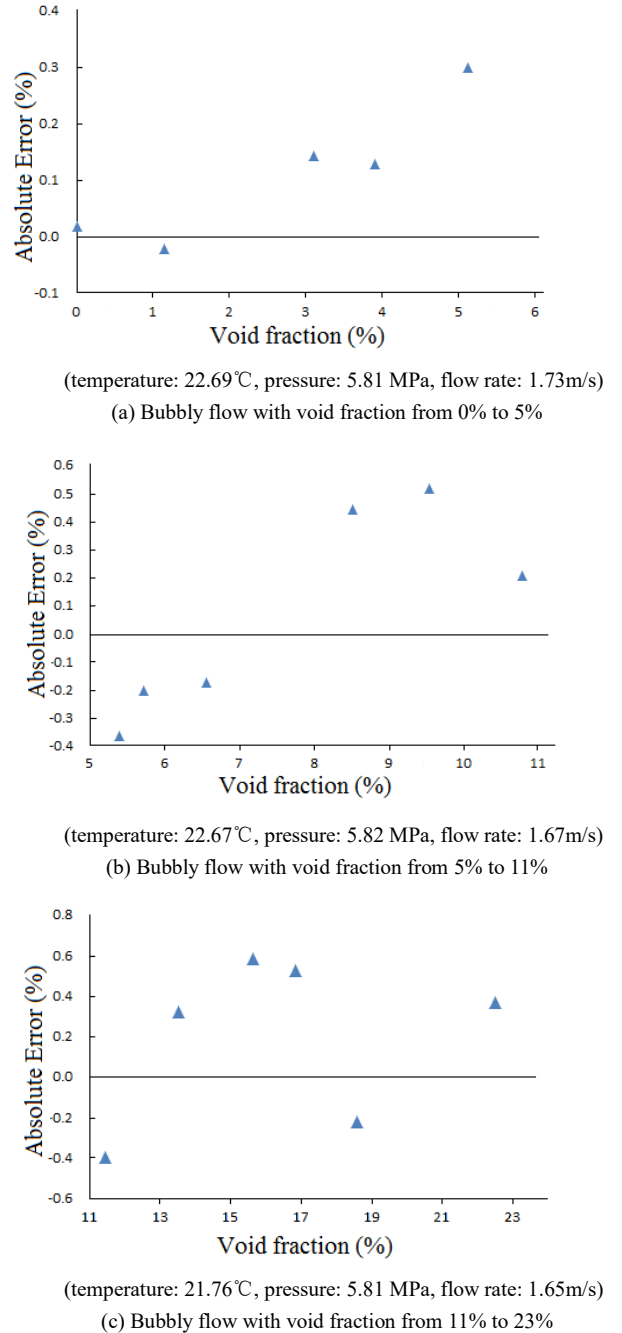 0.4
0.3
0.2
0.1
0.0
-0.1
Absolute Error (%)
0 1 2 3 4 5 6
Void fraction (%)
(temperature: 22.69℃, pressure: 5.81 MPa, flow rate: 1.73m/s)
(a) Bubbly flow with void fraction from 0% to 5%
0.6
0.5
0.4
0.3
0.2
0.1
0.0
-0.1
-0.2
-0.3
-0.4
Absolute Error (%)
5 6 7 8 9 10 11
Void fraction (%)
(temperature: 22.67℃, pressure: 5.82 MPa, flow rate: 1.67m/s)
(b) Bubbly flow with void fraction from 5% to 11%
0.8
0.6
0.4
0.2
0.0
-0.2
-0.4
-0.6
Absolute Error (%)
11 13 15 17 19 21 23
Void fraction (%)
(temperature: 21.76℃, pressure: 5.81 MPa, flow rate: 1.65m/s)
(c) Bubbly flow with void fraction from 11% to 23%